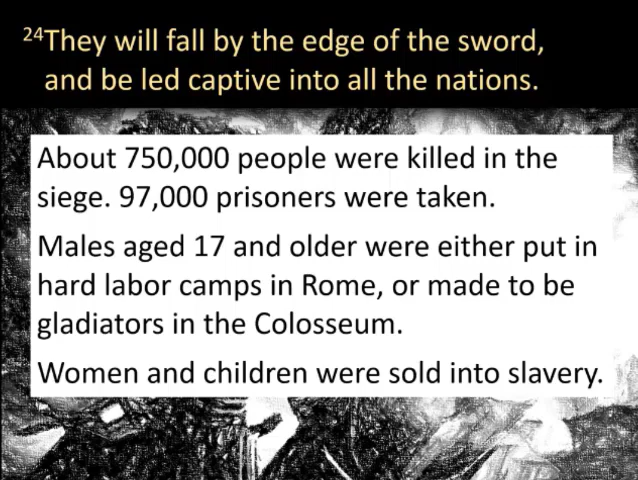 24They will fall by the edge of the sword,
and be led captive into all the nations.
About 750,000 people were killed in the
siege. 97,000 prisoners were taken.
Males aged 17 and older were either put in
hard labor camps in Rome, or made to be
gladiators in the Colosseum.
Women and children were sold into slavery.